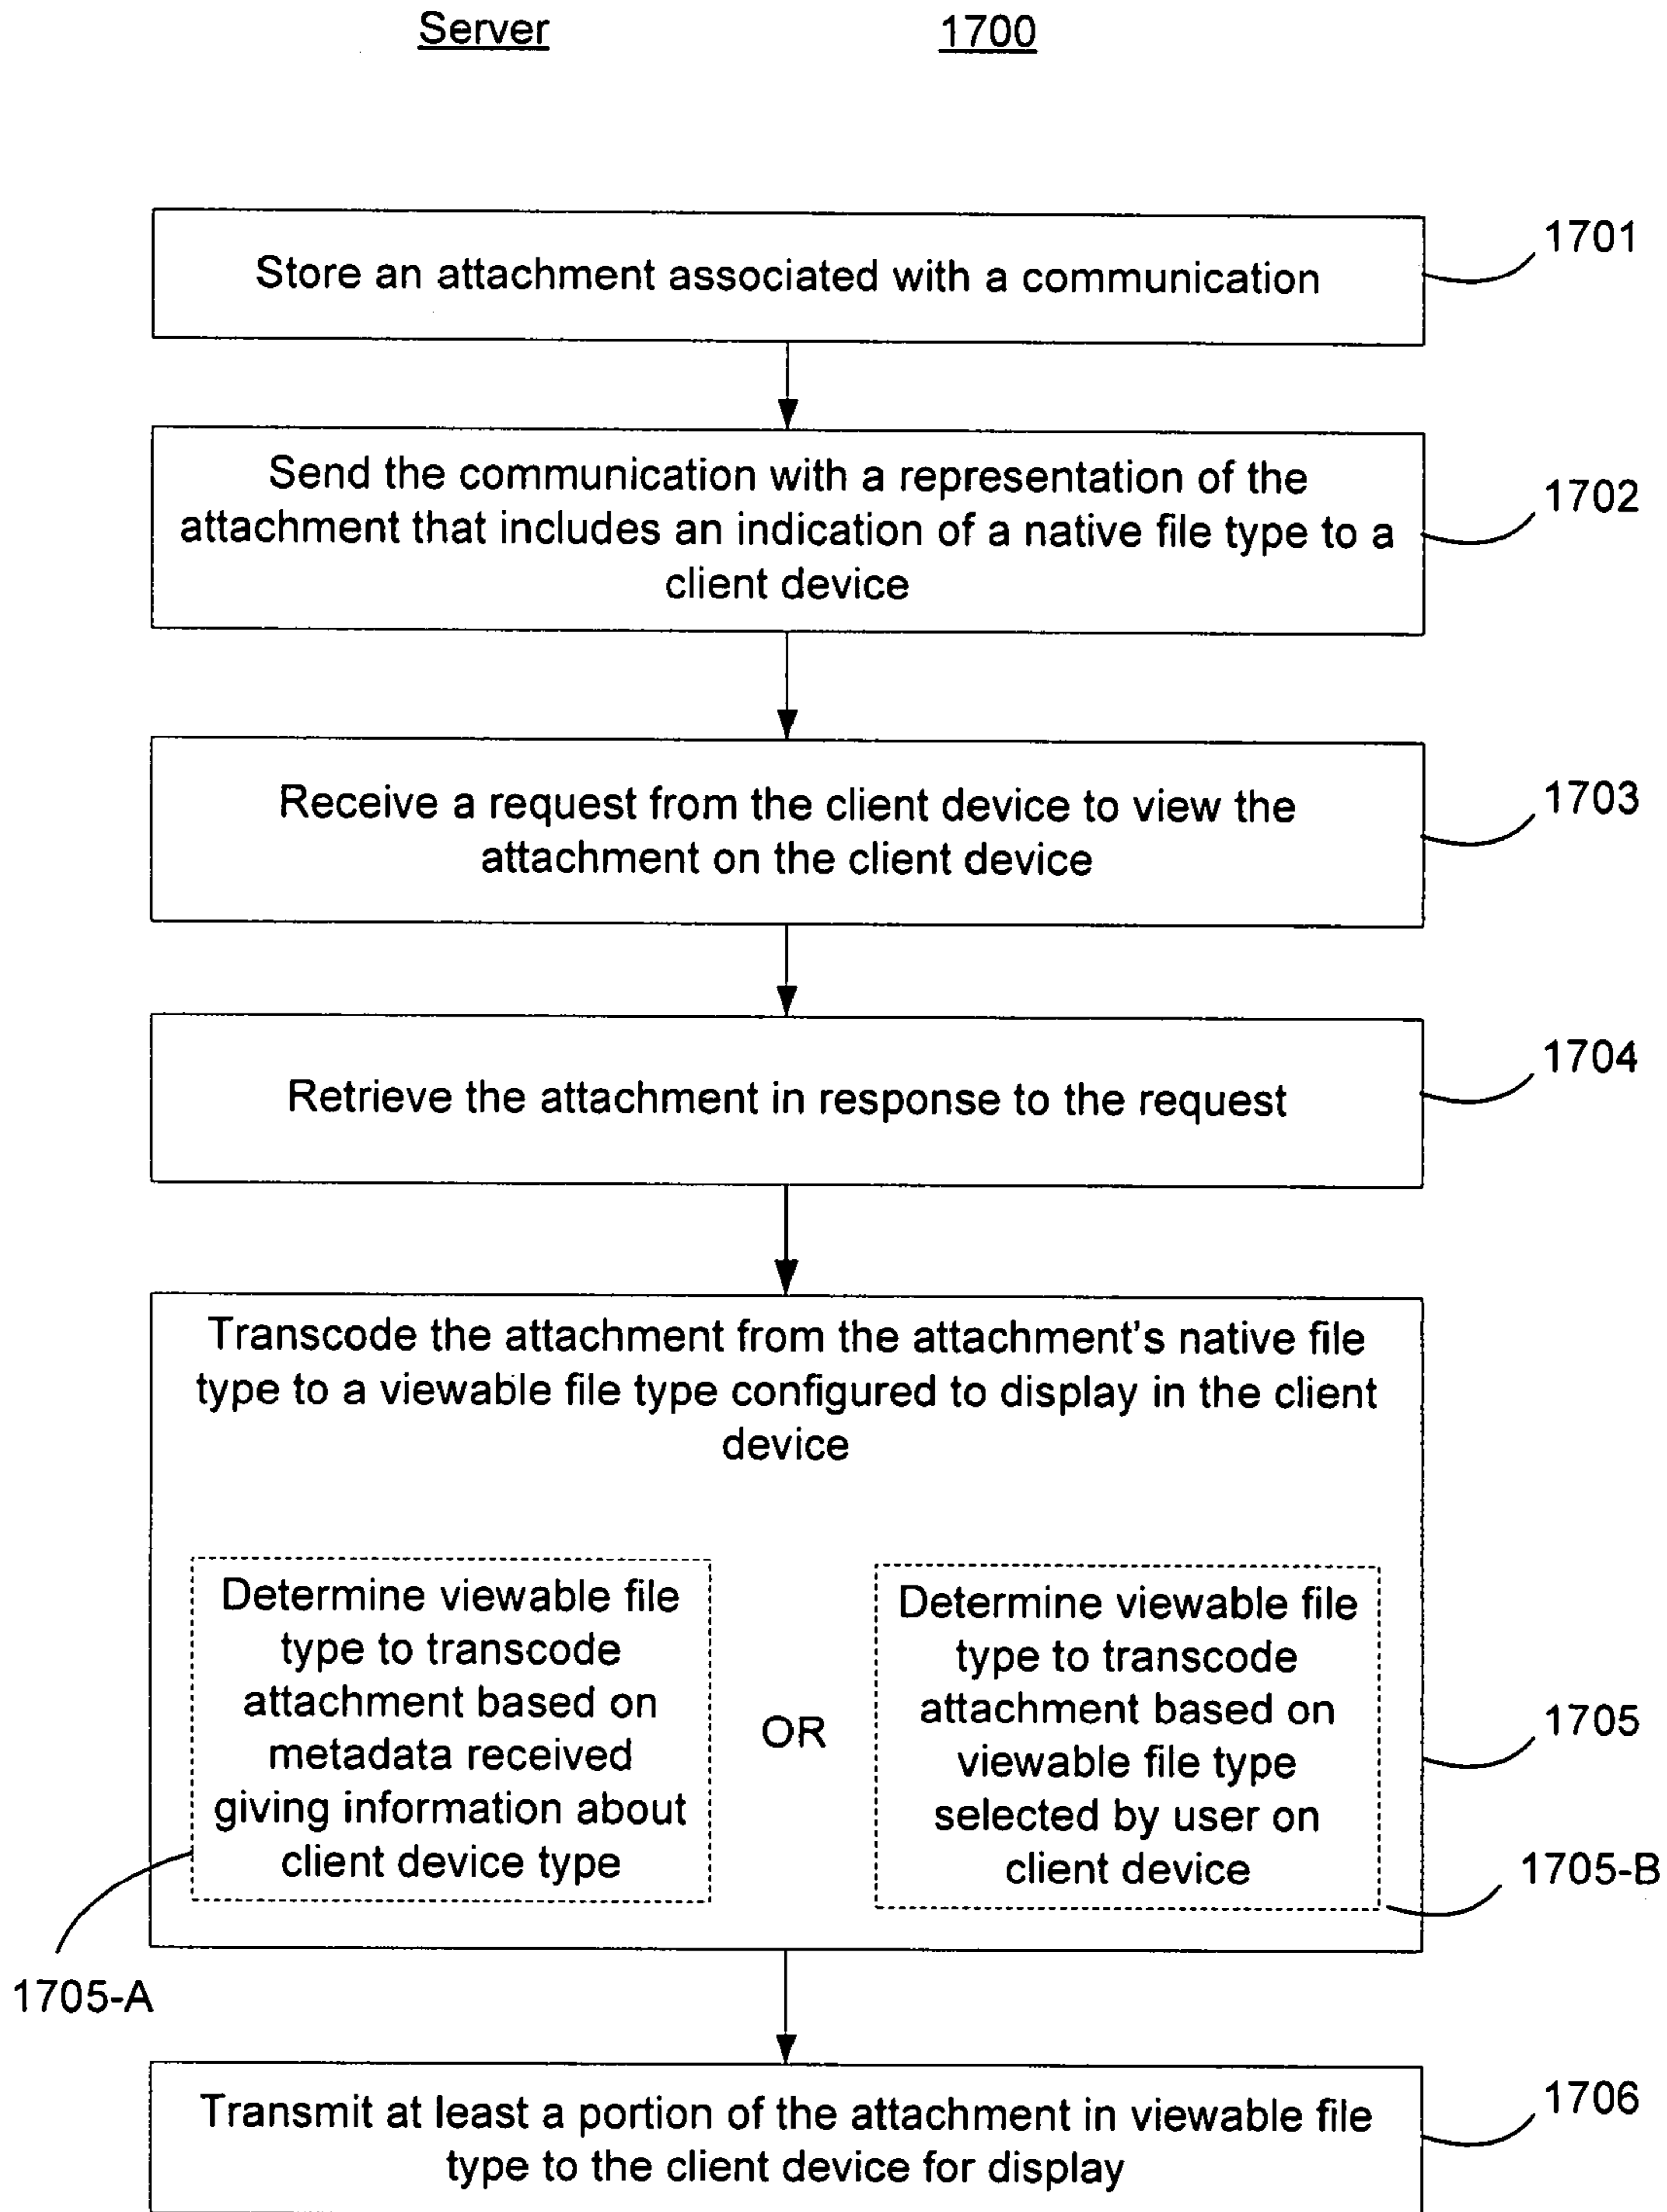 Server
1700
Store an attachment associated with a communication
1701
Send the communication with a representation of the
attachment that includes an indication of a native file type to a
client device
1702
Receive a request from the client device to view the
attachment on the client device
1703
Retrieve the attachment in response to the request
1704
Transcode the attachment from the attachment's native file
type to a viewable file type configured to display in the client
device
Determine viewable file
type to transcode
attachment based on
metadata received
giving information about
client device type
OR
Determine viewable file
type to transcode
attachment based on
viewable file type
selected by user on
client device
1705
1705-B
1705-A
Transmit at least a portion of the attachment in viewable file
type to the client device for display
1706